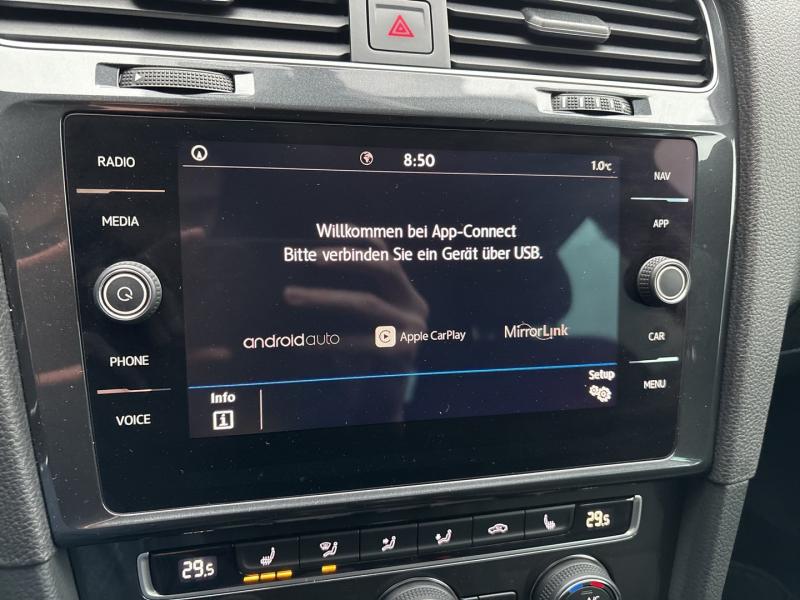 8:50
1.0°C
RADIO
NAV
MEDIA
APP
Willkommen bei App-Connect
Bitte verbinden Sie ein Gerät über USB.
androidauto
Apple CarPlay
MirrorLink
PHONE
CAR
VOICE
MENU
Info
Setup
29.5
29.5